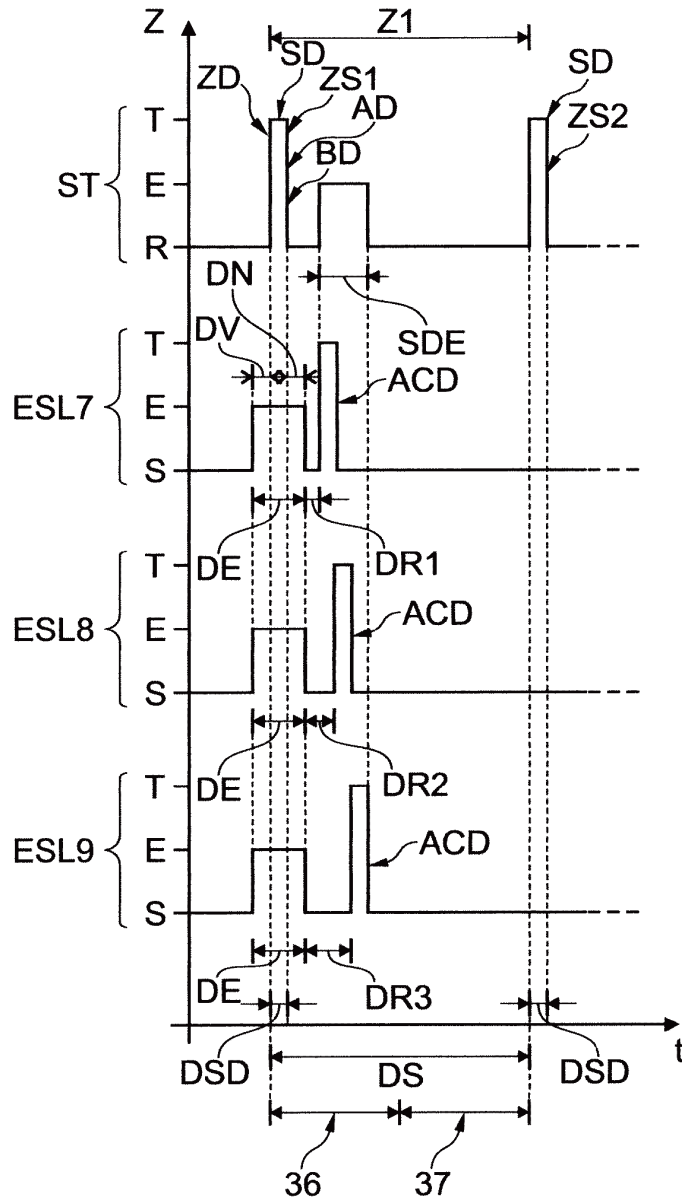 Z
Z1
SD
SD
ZD
ZS1
AD
ZS2
T
BD
ST
E
R
DN
DV
SDE
T
ACD
ESL7
E
S
DE
DR1
T
ACD
ESL8
E
S
DE
DR2
T
ACD
ESL9
E
S
DE
DR3
t
DSD
DS
DSD
36
37